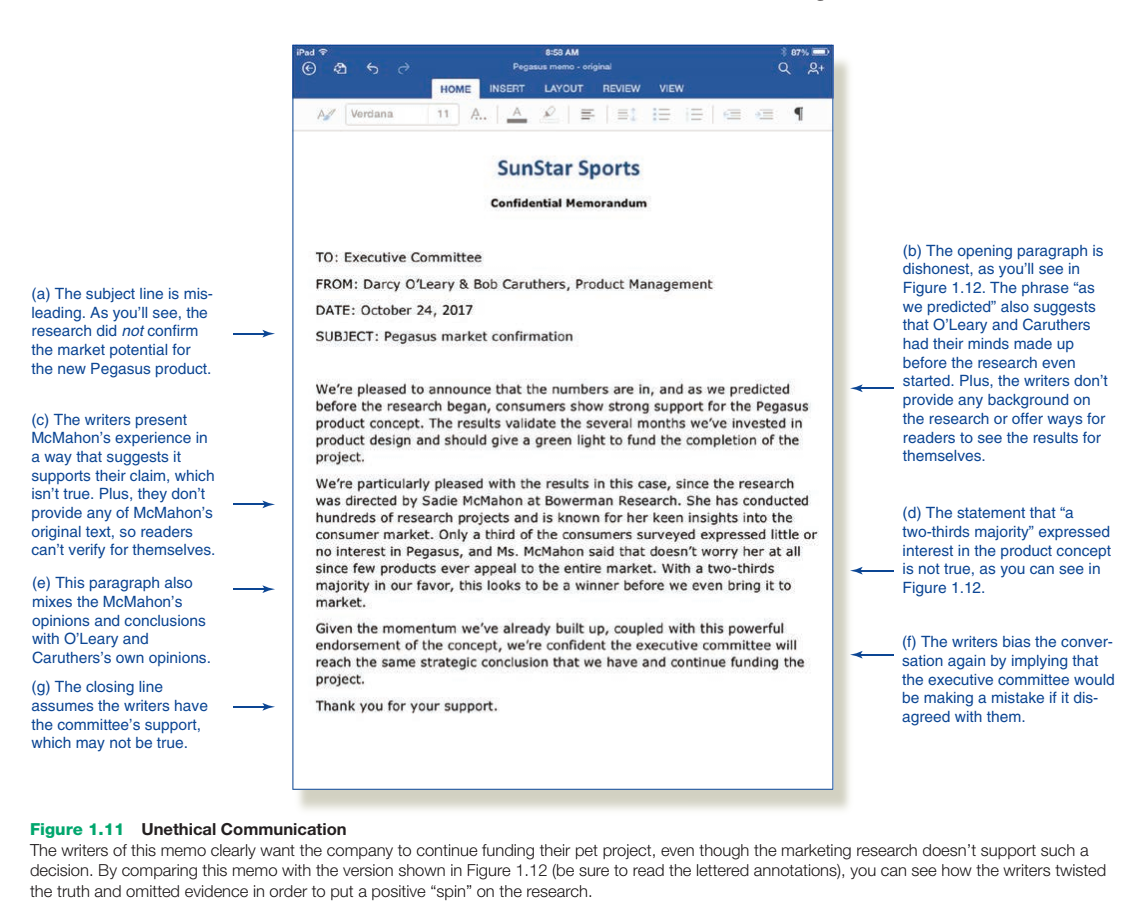 iPad 8:53 AM 87%
Pegasus memo - original
HOME INSERT LAYOUT REVIEW VIEW
Verdana 11 A.. A ¶
SunStar Sports
Confidential Memorandum
TO: Executive Committee
FROM: Darcy O’Leary & Bob Caruthers, Product Management
DATE: October 24, 2017
SUBJECT: Pegasus market confirmation
We’re pleased to announce that the numbers are in, and as we predicted
before the research began, consumers show strong support for the Pegasus
product concept. The results validate the several months we’ve invested in
product design and should give a green light to fund the completion of the
project.
We’re particularly pleased with the results in this case, since the research
was directed by Sadie McMahon at Bowerman Research. She has conducted
hundreds of research projects and is known for her keen insights into the
consumer market. Only a third of the consumers surveyed expressed little or
no interest in Pegasus, and Ms. McMahon said that doesn’t worry her at all
since few products ever appeal to the entire market. With a two-thirds
majority in our favor, this looks to be a winner before we even bring it to
market.
Given the momentum we’ve already built up, coupled with this powerful
endorsement of the concept, we’re confident the executive committee will
reach the same strategic conclusion that we have and continue funding the
project.
Thank you for your support.
(a) The subject line is mis-
leading. As you’ll see, the
research did not confirm
the market potential for
the new Pegasus product.
(b) The opening paragraph is
dishonest, as you’ll see in
Figure 1.12. The phrase “as
we predicted” also suggests
that O’Leary and Caruthers
had their minds made up
before the research even
started. Plus, the writers don’t
provide any background on
the research or offer ways for
readers to see the results for
themselves.
(c) The writers present
McMahon’s experience in
a way that suggests it
supports their claim, which
isn’t true. Plus, they don’t
provide any of McMahon’s
original text, so readers
can’t verify for themselves.
(d) The statement that “a
two-thirds majority” expressed
interest in the product concept
is not true, as you can see in
Figure 1.12.
(e) This paragraph also
mixes the McMahon’s
opinions and conclusions
with O’Leary and
Caruthers’s own opinions.
(f) The writers bias the conver-
sation again by implying that
the executive committee would
be making a mistake if it dis-
agreed with them.
(g) The closing line
assumes the writers have
the committee’s support,
which may not be true.
Figure 1.11 Unethical Communication
The writers of this memo clearly want the company to continue funding their pet project, even though the marketing research doesn’t support such a
decision. By comparing this memo with the version shown in Figure 1.12 (be sure to read the lettered annotations), you can see how the writers twisted
the truth and omitted evidence in order to put a positive “spin” on the research.